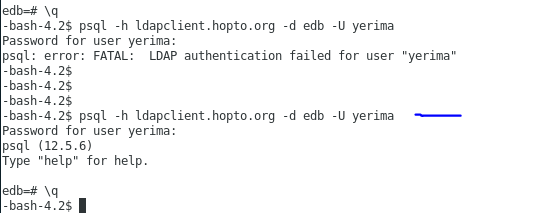 edb=# \q
-bash-4.2$ psql -h ldapclient.hopto.org -d edb -U yerima
Password for user yerima:
psql: error: FATAL:  LDAP authentication failed for user "yerima"
-bash-4.2$
-bash-4.2$
-bash-4.2$
-bash-4.2$ psql -h ldapclient.hopto.org -d edb -U yerima
Password for user yerima:
psql (12.5.6)
Type "help" for help.
edb=# \q
-bash-4.2$